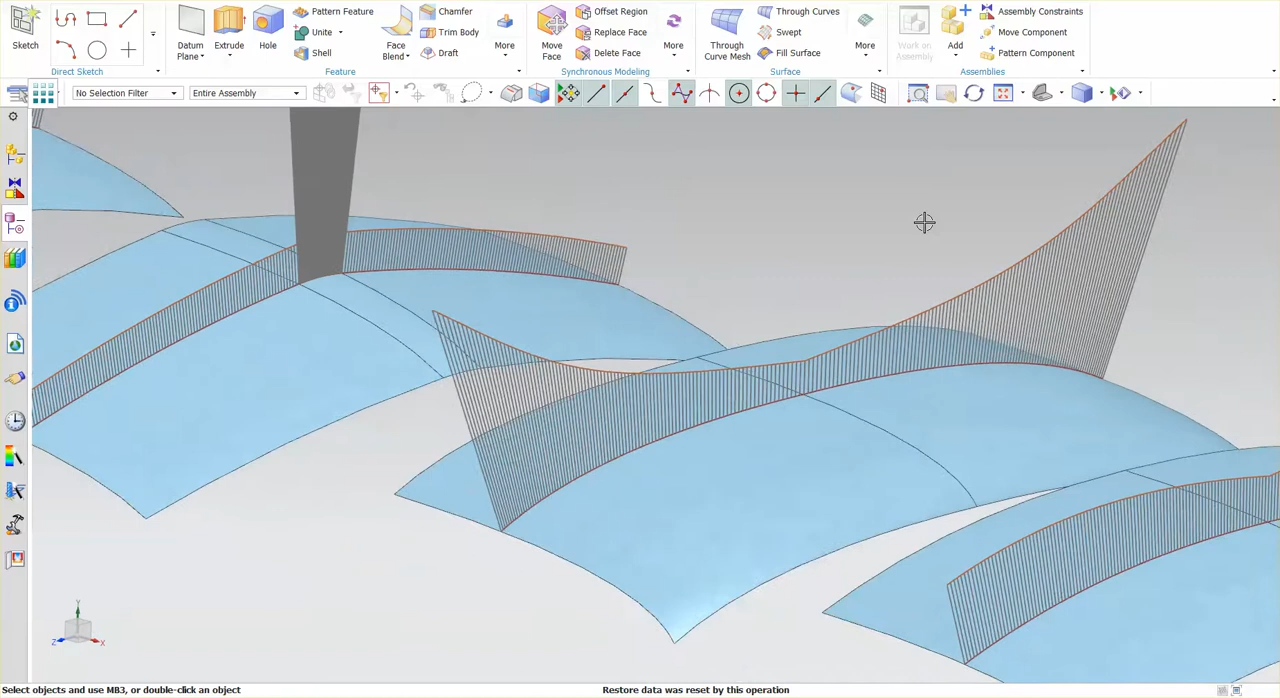 Sketch
Direct Sketch
Datum
Plane
Extrude
Hole
Pattern Feature
Unite
Shell
Face
Blend
Chamfer
Trim Body
Draft
More
Feature
Move
Face
Offset Region
Replace Face
Delete Face
More
Synchronous Modeling
Through
Curve Mesh
Through Curves
Swept
Fill Surface
More
Surface
Work on
Assembly
Add
Assembly Constraints
Move Component
Pattern Component
Assemblies
No Selection Filter
Entire Assembly
Y
Z
X
Select objects and use MB3, or double-click an object
Restore data was reset by this operation